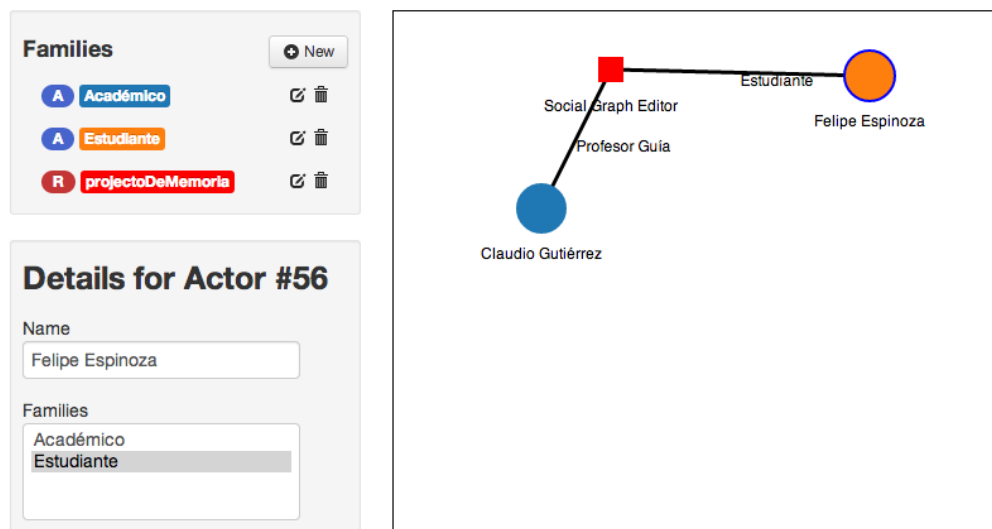 Families
New
A Académico
A Estudiante
R projectoDeMemoria
Details for Actor #56
Name
Felipe Espinoza
Families
Académico
Estudiante
Estudiante
Social Graph Editor
Felipe Espinoza
Profesor Guía
Claudio Gutiérrez